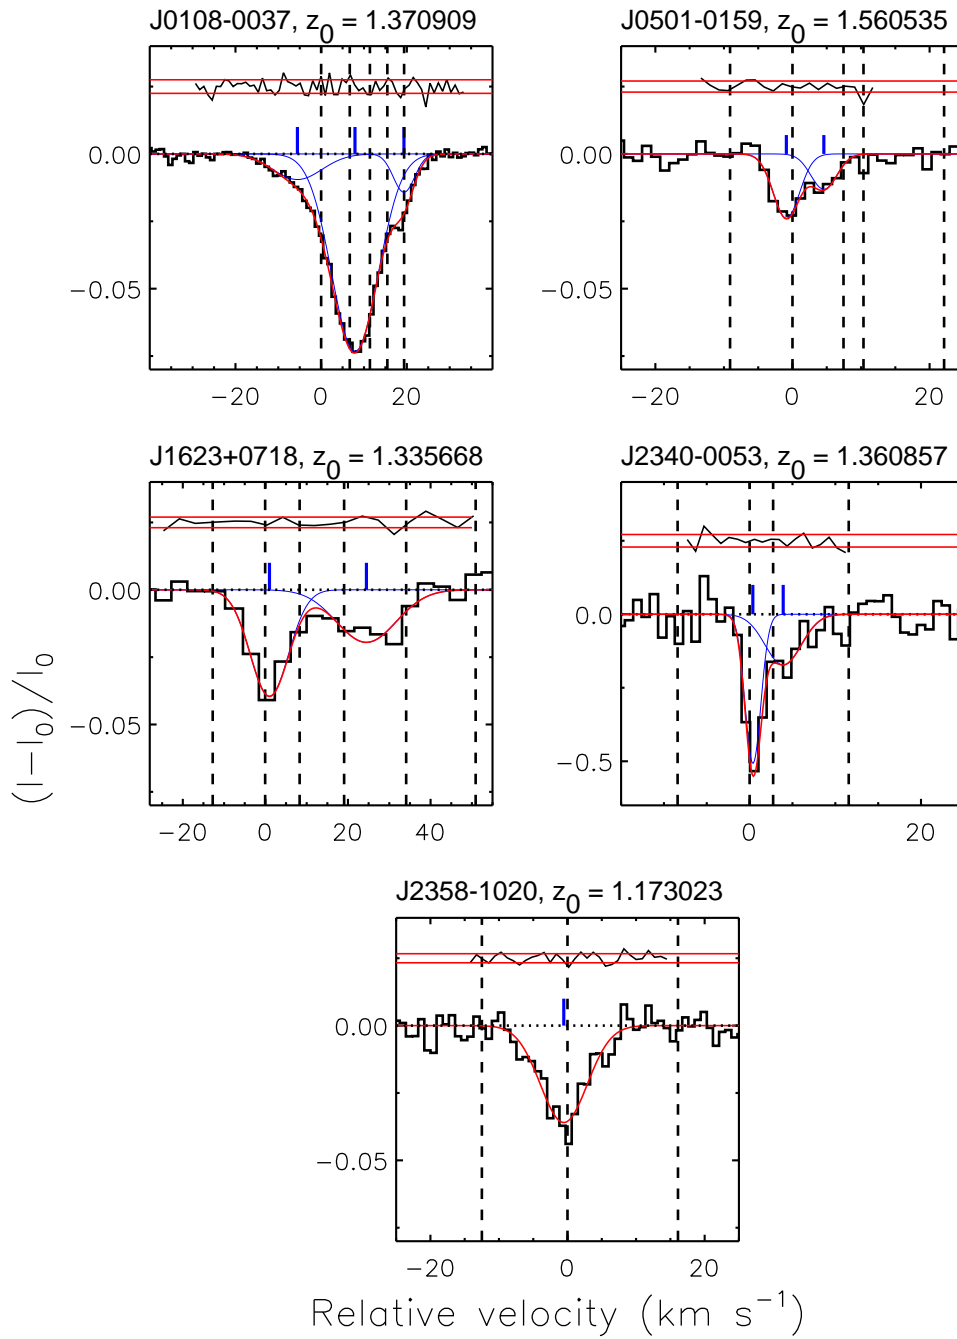 J0108-0037, z₀ = 1.370909
J0501-0159, z₀ = 1.560535
0.00
−0.05
−20 0 20
0.00
−0.05
−20 0 20
J1623+0718, z₀ = 1.335668
J2340-0053, z₀ = 1.360857
0.00
−0.05
−20 0 20 40
0.0
−0.5
0 20
J2358-1020, z₀ = 1.173023
0.00
−0.05
−20 0 20
(I−I₀)/I₀
Relative velocity (km s⁻¹)